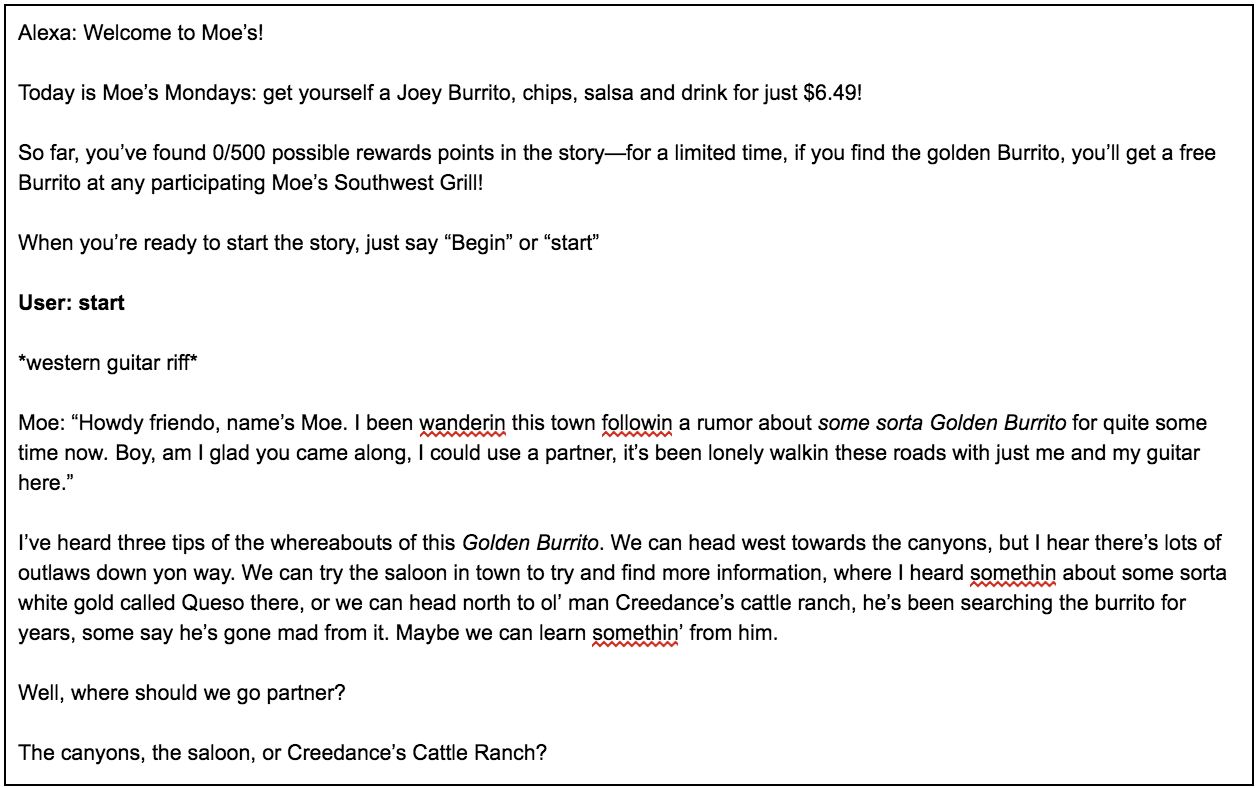 Alexa: Welcome to Moe’s!
Today is Moe’s Mondays: get yourself a Joey Burrito, chips, salsa and drink for just $6.49!
So far, you’ve found 0/500 possible rewards points in the story—for a limited time, if you find the golden Burrito, you’ll get a free
Burrito at any participating Moe’s Southwest Grill!
When you’re ready to start the story, just say “Begin” or “start”
User: start
*western guitar riff*
Moe: “Howdy friendo, name’s Moe. I been wanderin this town followin a rumor about some sorta Golden Burrito for quite some
time now. Boy, am I glad you came along, I could use a partner, it’s been lonely walkin these roads with just me and my guitar
here.”
I’ve heard three tips of the whereabouts of this Golden Burrito. We can head west towards the canyons, but I hear there’s lots of
outlaws down yon way. We can try the saloon in town to try and find more information, where I heard somethin about some sorta
white gold called Queso there, or we can head north to ol’ man Creedance’s cattle ranch, he’s been searching the burrito for
years, some say he’s gone mad from it. Maybe we can learn somethin’ from him.
Well, where should we go partner?
The canyons, the saloon, or Creedance’s Cattle Ranch?